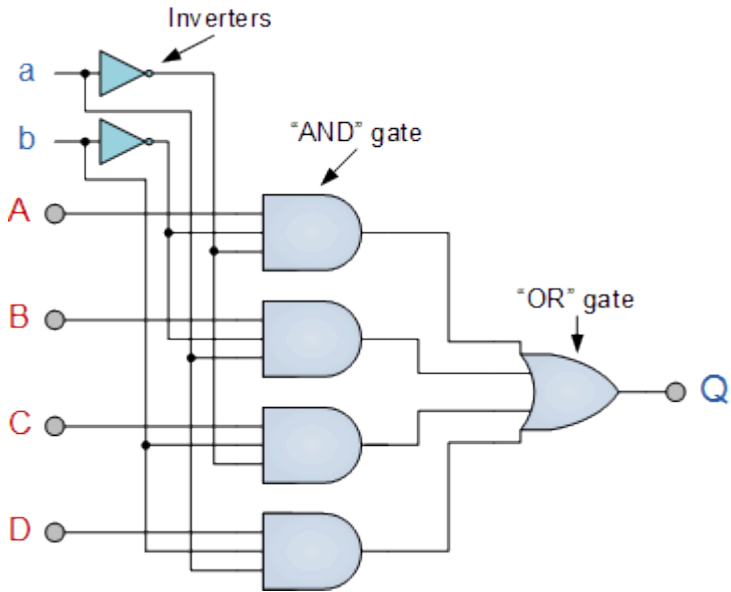 Inverters
a
b
“AND” gate
A
B
“OR” gate
Q
C
D